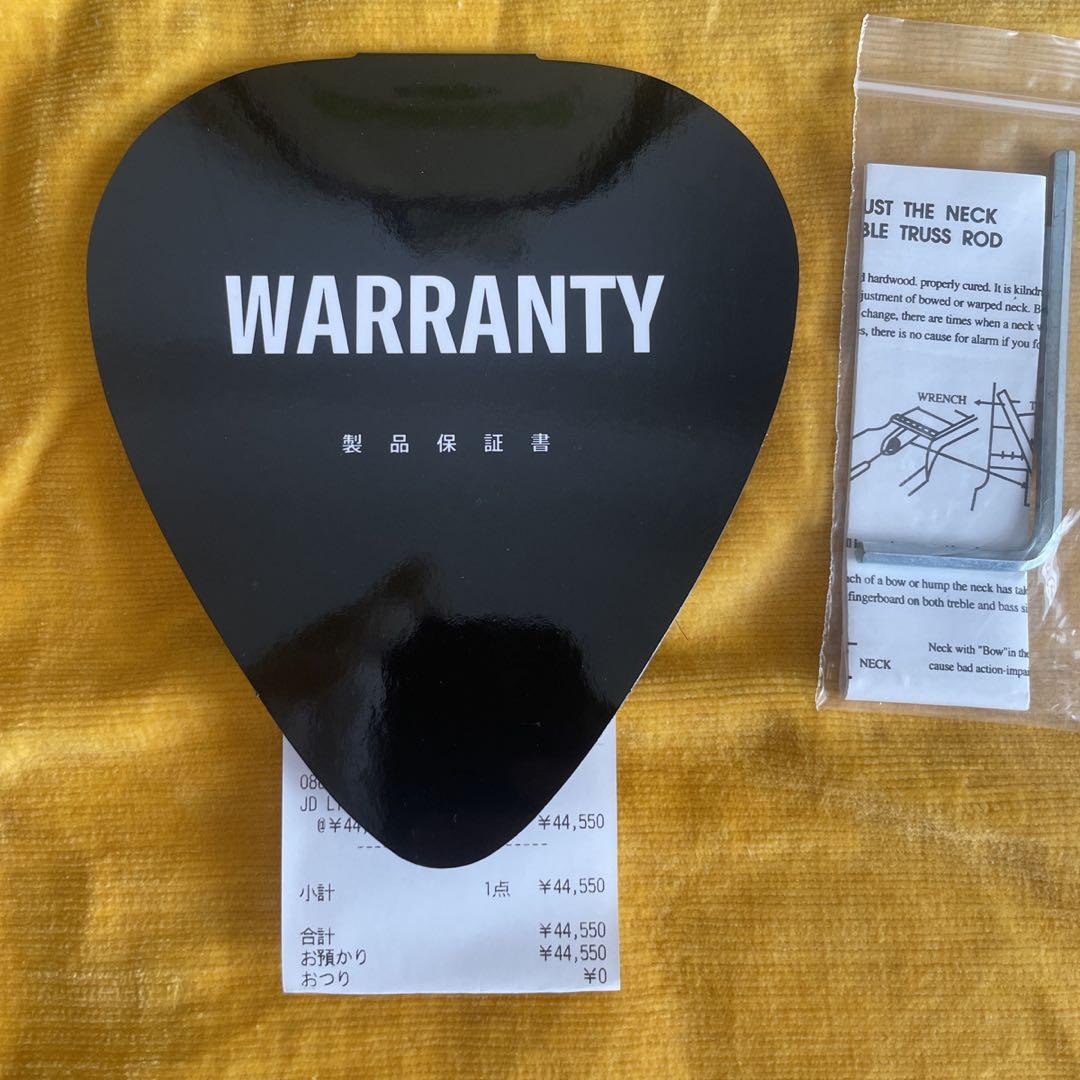 WARRANTY
製品保証書
JD
@¥44
¥44,550
小計 1点 ¥44,550
合計 ¥44,550
お預かり ¥44,550
おつり ¥0
UST THE NECK
BLE TRUSS ROD
hardwood. properly cured. It is kilndr
justment of bowed or warped neck. B
change, there are times when a neck
s, there is no cause for alarm if you fo
WRENCH
ch of a bow or hump the neck has tak
fingerboard on both treble and bass si
NECK
Neck with "Bow"in the
cause bad action-impai